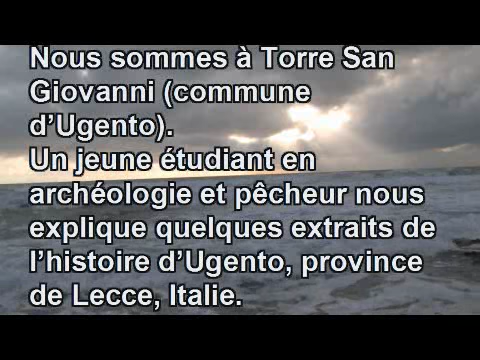 Nous sommes à Torre San
Giovanni (commune
d’Ugento).
Un jeune étudiant en
archéologie et pêcheur nous
explique quelques extraits de
l’histoire d’Ugento, province
de Lecce, Italie.